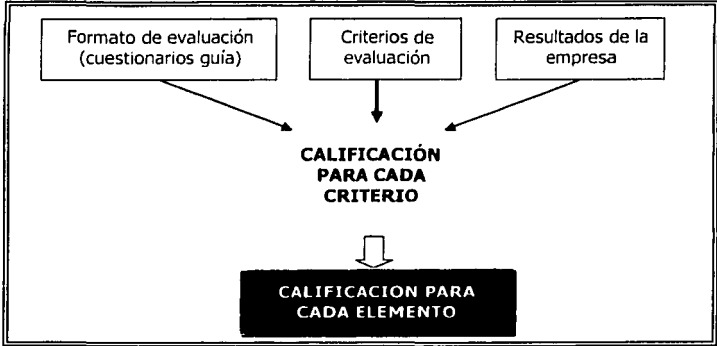 Formato de evaluación
(cuestionarios guía)
Criterios de
evaluación
Resultados de la
empresa
CALIFICACIÓN
PARA CADA
CRITERIO
CALIFICACION PARA
CADA ELEMENTO